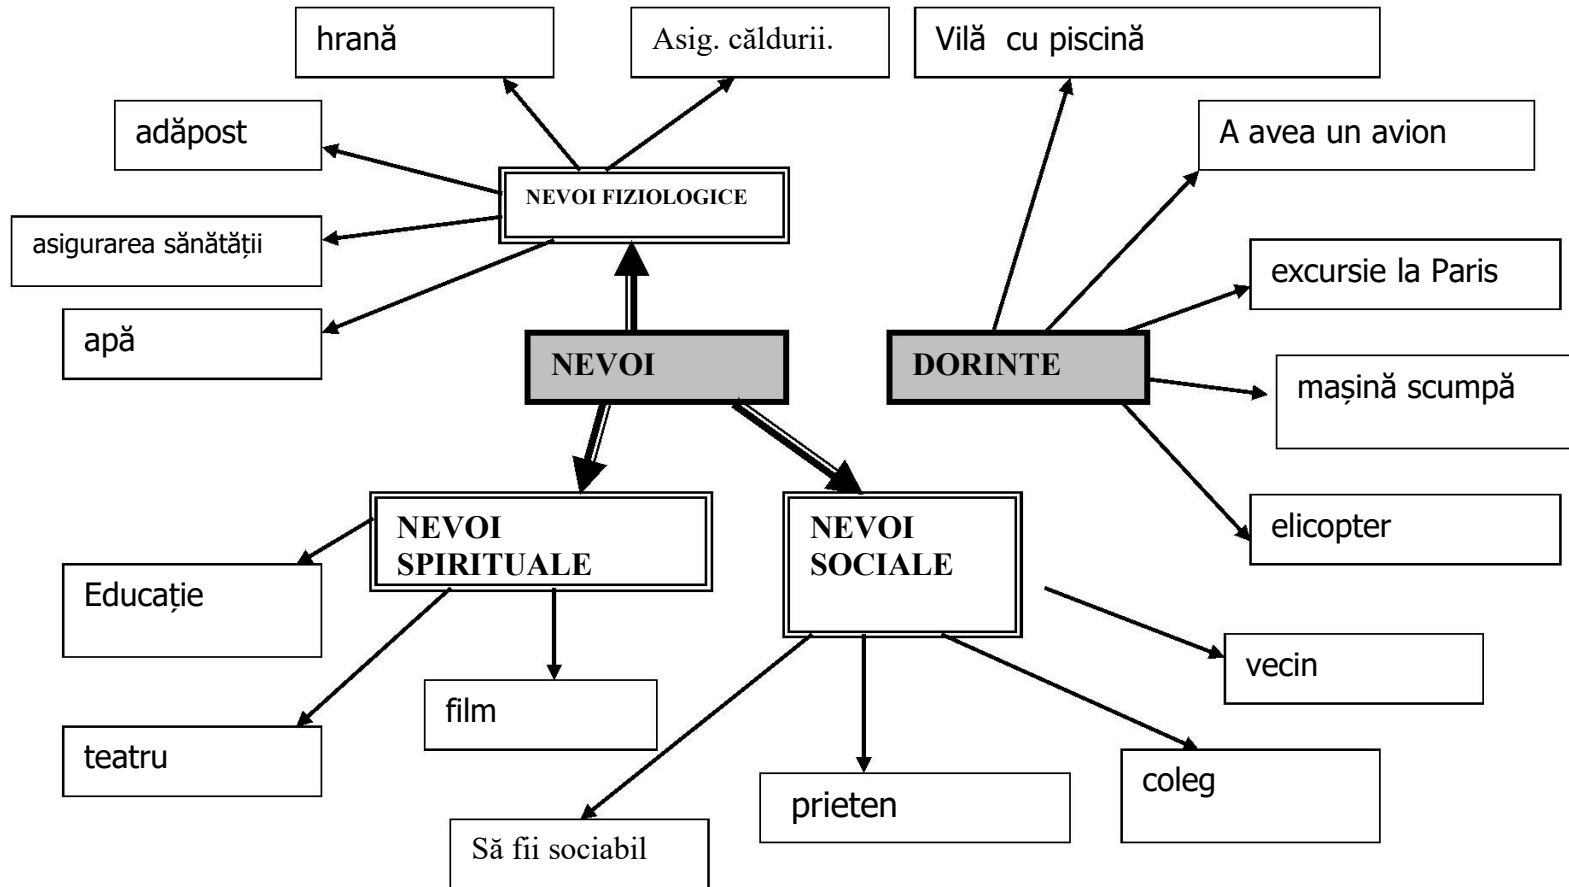 hrană
Asig. căldurii.
Vilă cu piscină
adăpost
A avea un avion
NEVOI FIZIOLOGICE
asigurarea sănătății
excursie la Paris
apă
NEVOI
DORINTE
mașină scumpă
NEVOI
SPIRITUALE
NEVOI
SOCIALE
elicopter
Educație
vecin
film
teatru
coleg
prieten
Să fii sociabil